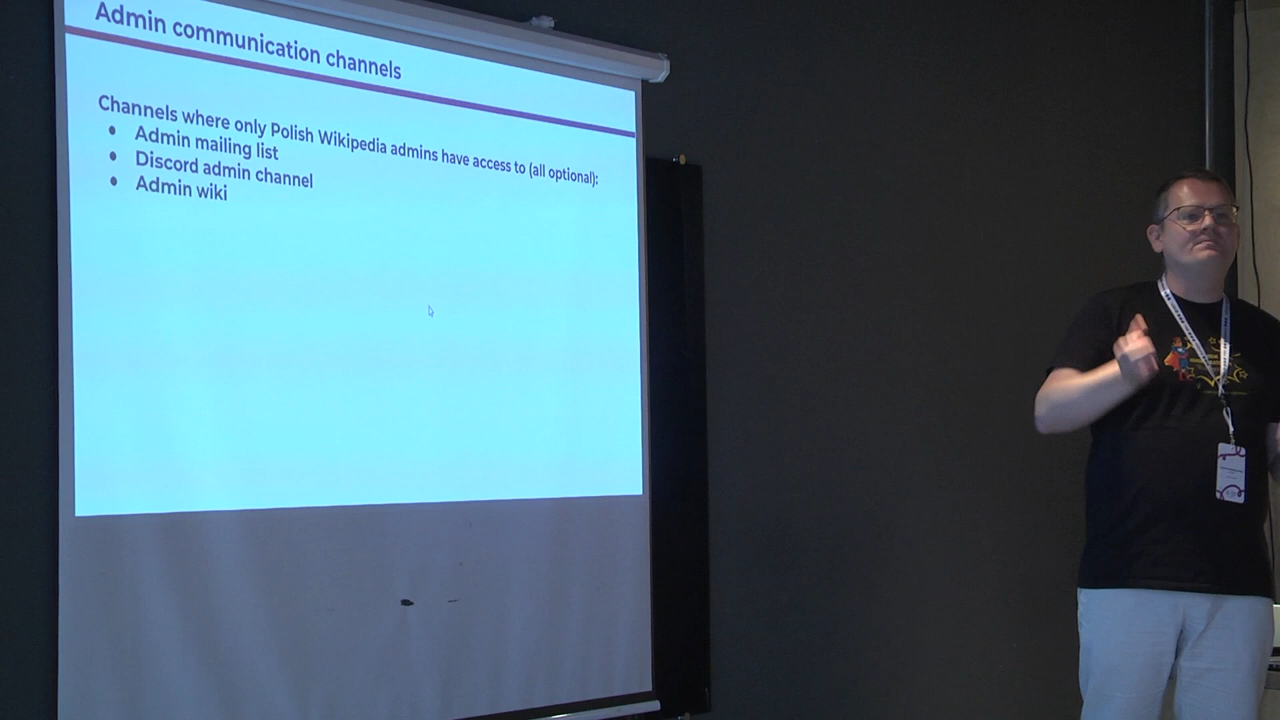 Admin communication channels
Channels where only Polish Wikipedia admins have access to (all optional):
• Admin mailing list
• Discord admin channel
• Admin wiki